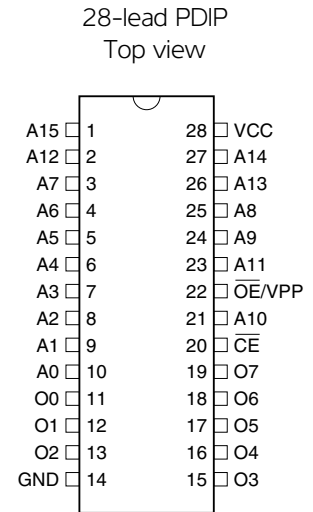 28-lead PDIP
Top view
A15 1 28 VCC
A12 2 27 A14
A7 3 26 A13
A6 4 25 A8
A5 5 24 A9
A4 6 23 A11
A3 7 22 O̅E̅/VPP
A2 8 21 A10
A1 9 20 C̅E̅
A0 10 19 O7
O0 11 18 O6
O1 12 17 O5
O2 13 16 O4
GND 14 15 O3